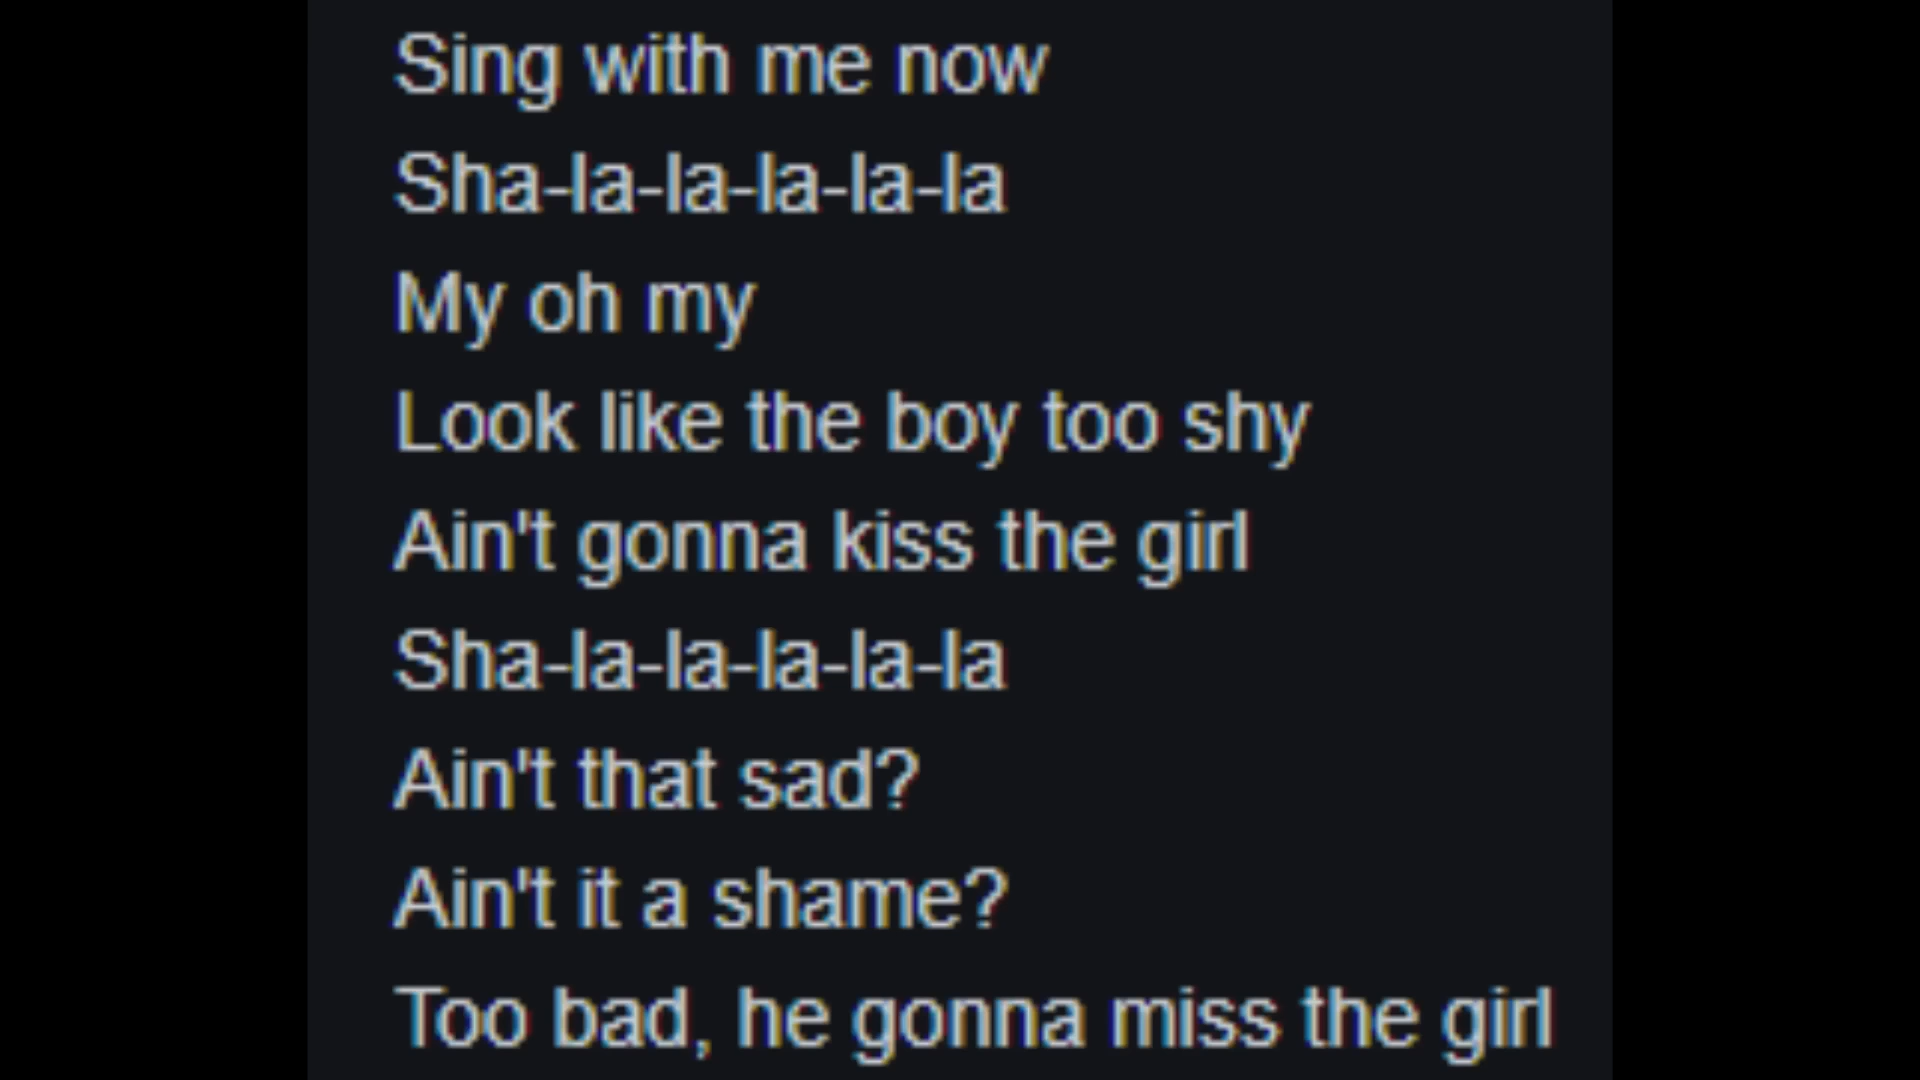 Sing with me now
Sha-la-la-la-la-la
My oh my
Look like the boy too shy
Ain't gonna kiss the girl
Sha-la-la-la-la-la
Ain't that sad?
Ain't it a shame?
Too bad, he gonna miss the girl